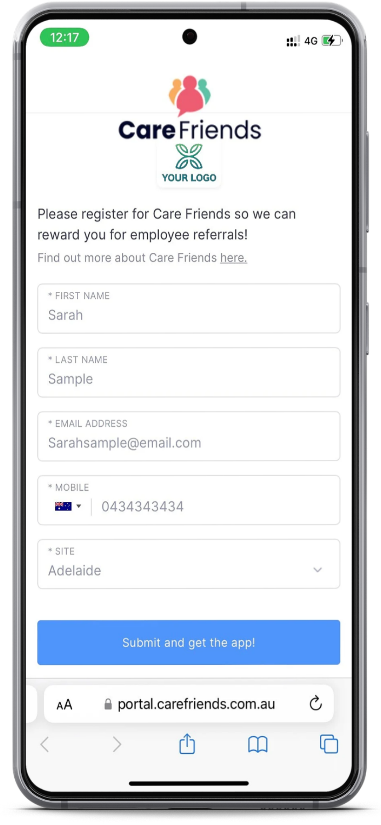 12:17
4G
CareFriends
YOUR LOGO
Please register for Care Friends so we can
reward you for employee referrals!
Find out more about Care Friends here.
* FIRST NAME
Sarah
* LAST NAME
Sample
* EMAIL ADDRESS
Sarahsample@email.com
* MOBILE
0434343434
* SITE
Adelaide
Submit and get the app!
AA
portal.carefriends.com.au